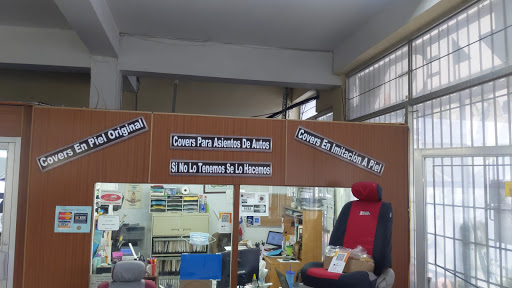 Covers En Piel Original
Covers Para Asientos De Autos
Si No Lo Tenemos Se Lo Hacemos
Covers En Imitacion A Piel